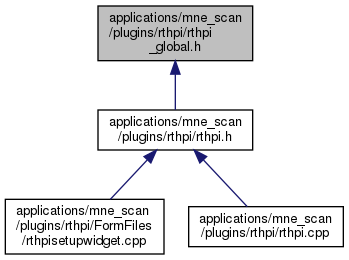 applications/mne_scan
/plugins/rthpi/rthpi
_global.h
applications/mne_scan
/plugins/rthpi/rthpi.h
applications/mne_scan
/plugins/rthpi/FormFiles
/rthpisetupwidget.cpp
applications/mne_scan
/plugins/rthpi/rthpi.cpp